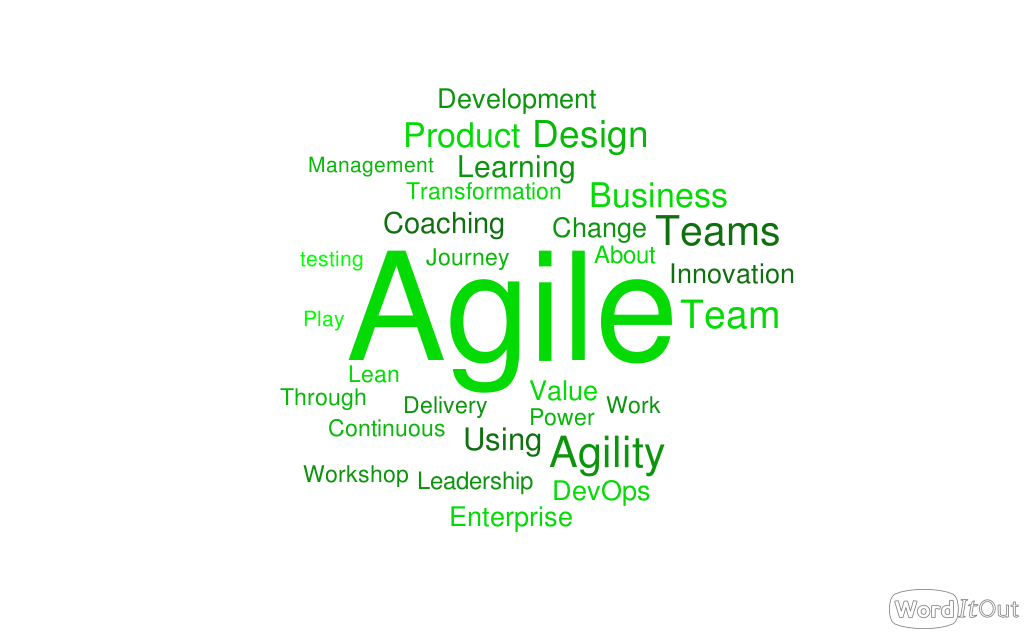 Development
Product Design
Management Learning
Transformation Business
Coaching Change Teams
testing Journey About
Innovation
Agile
Play Team
Lean
Through Delivery Value Work
Continuous Using Power
Agility
Workshop Leadership DevOps
Enterprise
WordItOut